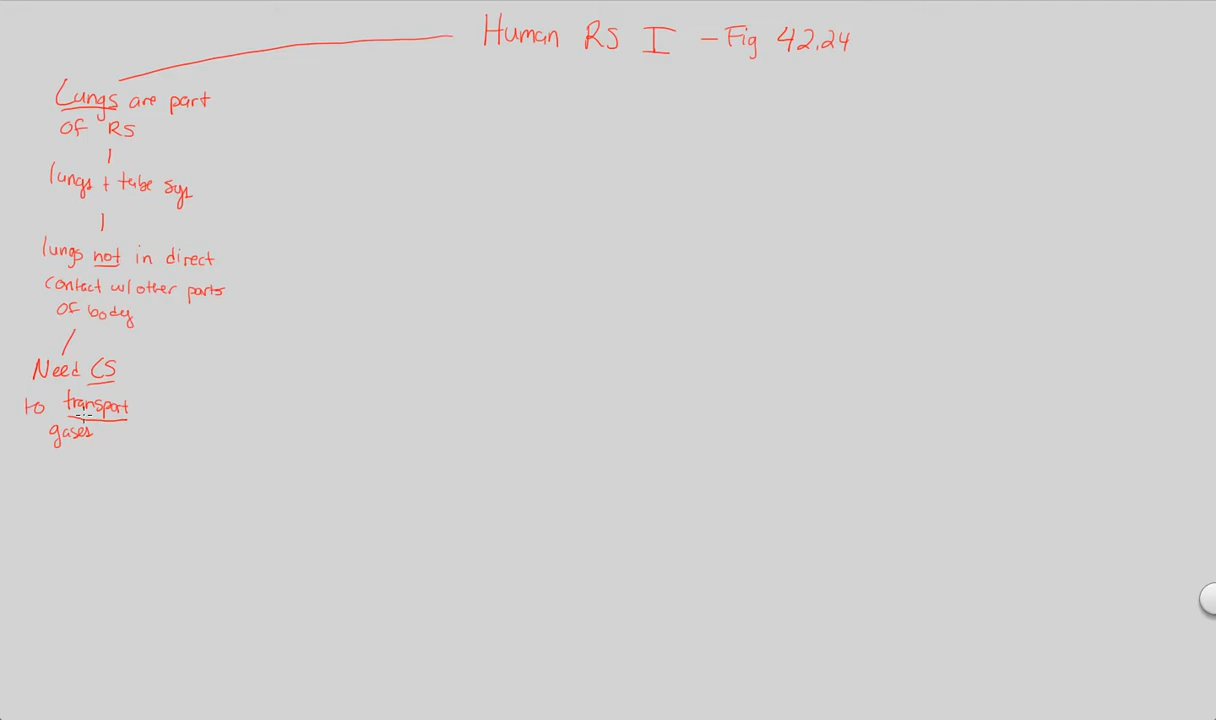 Human RS I - Fig 42.24
Lungs are part
of RS
lungs + tube sys
lungs not in direct
contact w/ other parts
of body
Need CS
to transport
gases